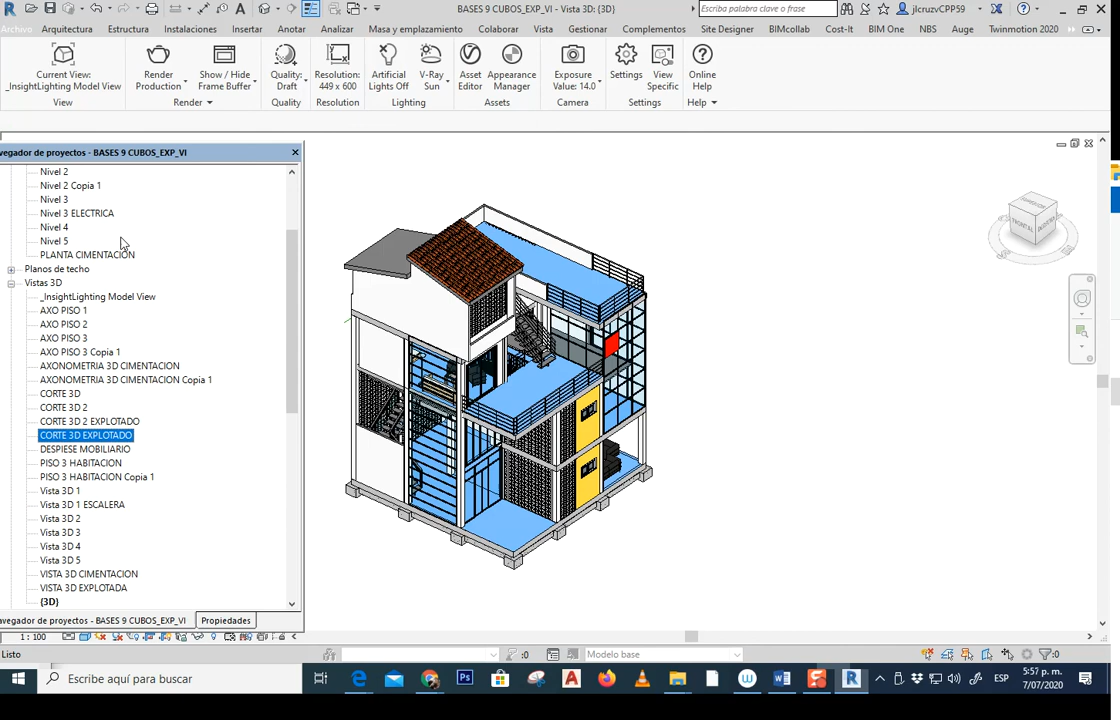 BASES 9 CUBOS_EXP_VI - Vista 3D: {3D}
Escriba palabra clave o frase
jlcruzvCPP59
Archivo Arquitectura Estructura Instalaciones Insertar Anotar Analizar Masa y emplazamiento Colaborar Vista Gestionar Complementos Site Designer BIMcollab Cost-It BIM One NBS Auge Twinmotion 2020
Current View:
_InsightLighting Model View
View
Render
Production
Show / Hide
Frame Buffer
Render
Quality:
Draft
Quality
Resolution:
449 x 600
Resolution
Artificial
Lights Off
V-Ray
Sun
Lighting
Asset
Editor
Appearance
Manager
Assets
Exposure
Value: 14.0
Camera
Settings
View
Specific
Settings
Online
Help
Help
vegador de proyectos - BASES 9 CUBOS_EXP_VI
Nivel 2
Nivel 2 Copia 1
Nivel 3
Nivel 3 ELECTRICA
Nivel 4
Nivel 5
PLANTA CIMENTACION
Planos de techo
Vistas 3D
_InsightLighting Model View
AXO PISO 1
AXO PISO 2
AXO PISO 3
AXO PISO 3 Copia 1
AXONOMETRIA 3D CIMENTACION
AXONOMETRIA 3D CIMENTACION Copia 1
CORTE 3D
CORTE 3D 2
CORTE 3D 2 EXPLOTADO
CORTE 3D EXPLOTADO
DESPIESE MOBILIARIO
PISO 3 HABITACION
PISO 3 HABITACION Copia 1
Vista 3D 1
Vista 3D 1 ESCALERA
Vista 3D 2
Vista 3D 3
Vista 3D 4
Vista 3D 5
VISTA 3D CIMENTACION
VISTA 3D EXPLOTADA
{3D}
vegador de proyectos - BASES 9 CUBOS_EXP_VI
Propiedades
1 : 100
Listo
:0
Modelo base
:0
Escribe aquí para buscar
ESP
5:57 p. m.
7/07/2020